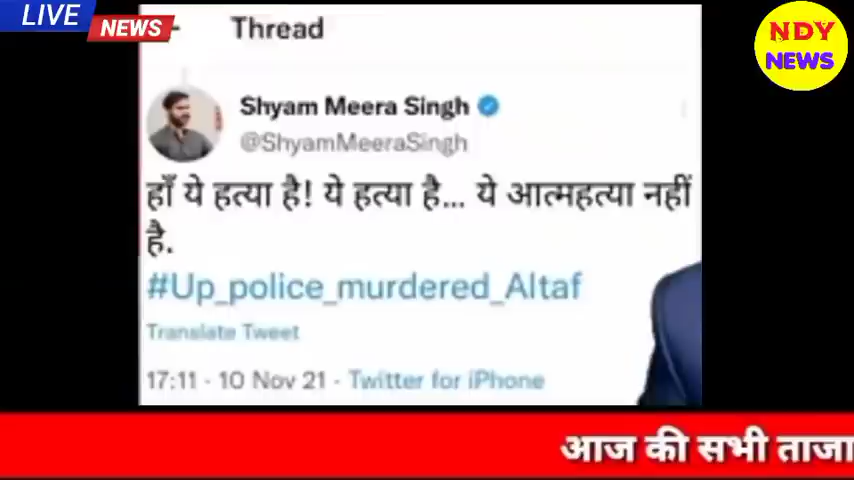 LIVE
NEWS
Thread
NDY
NEWS
Shyam Meera Singh
@ShyamMeeraSingh
हाँ ये हत्या है! ये हत्या है... ये आत्महत्या नहीं
है.
#Up_police_murdered_Altaf
Translate Tweet
17:11 · 10 Nov 21 · Twitter for iPhone
आज की सभी ताजा